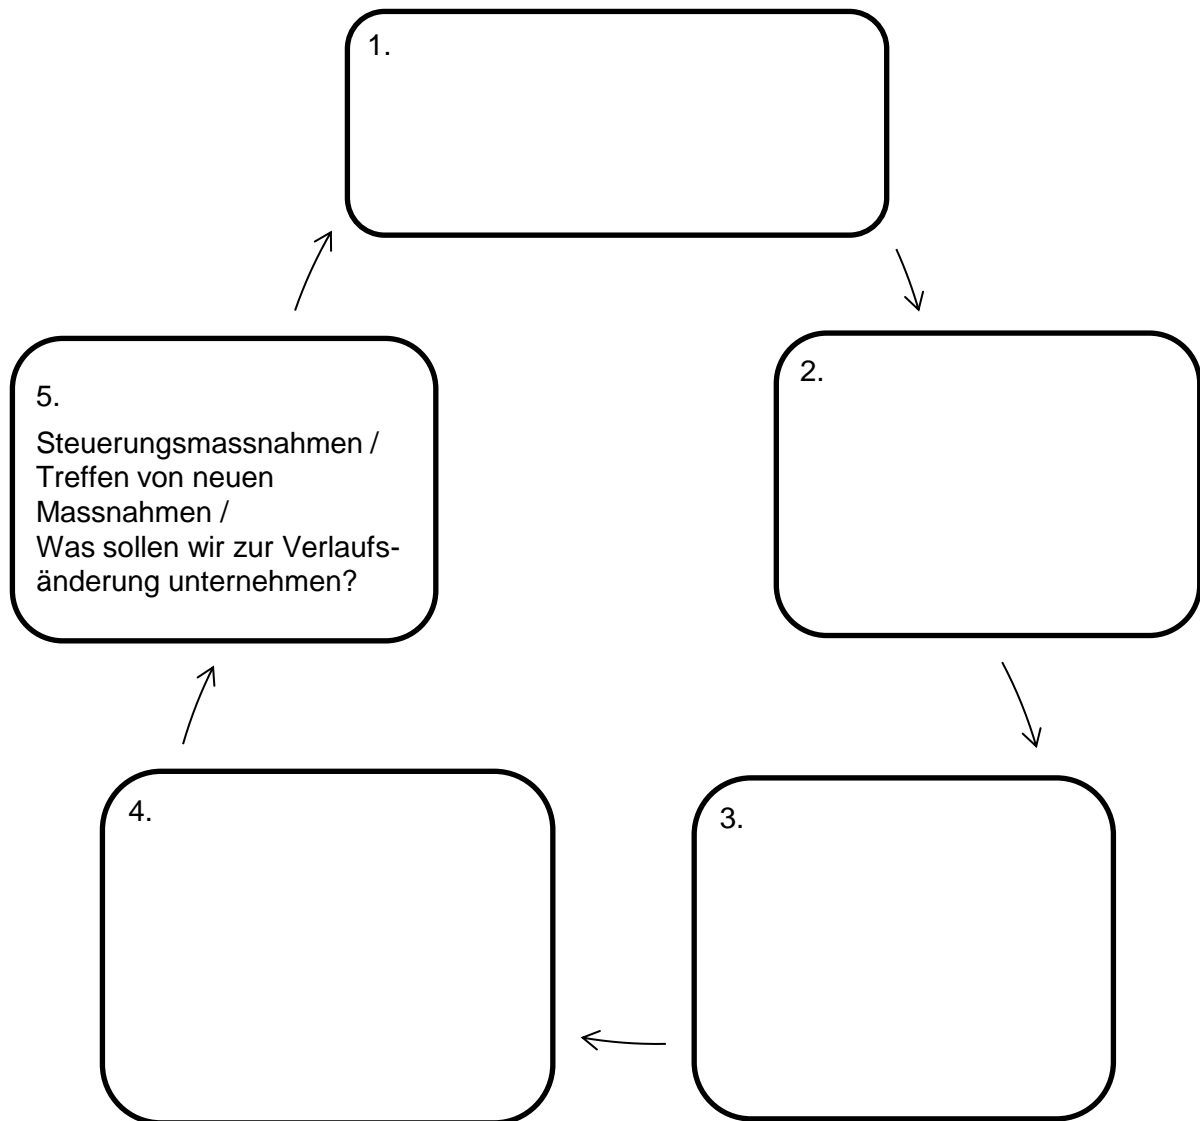 1.
2.
5.
Steuerungsmassnahmen /
Treffen von neuen
Massnahmen /
Was sollen wir zur Verlaufs-
änderung unternehmen?
4.
3.